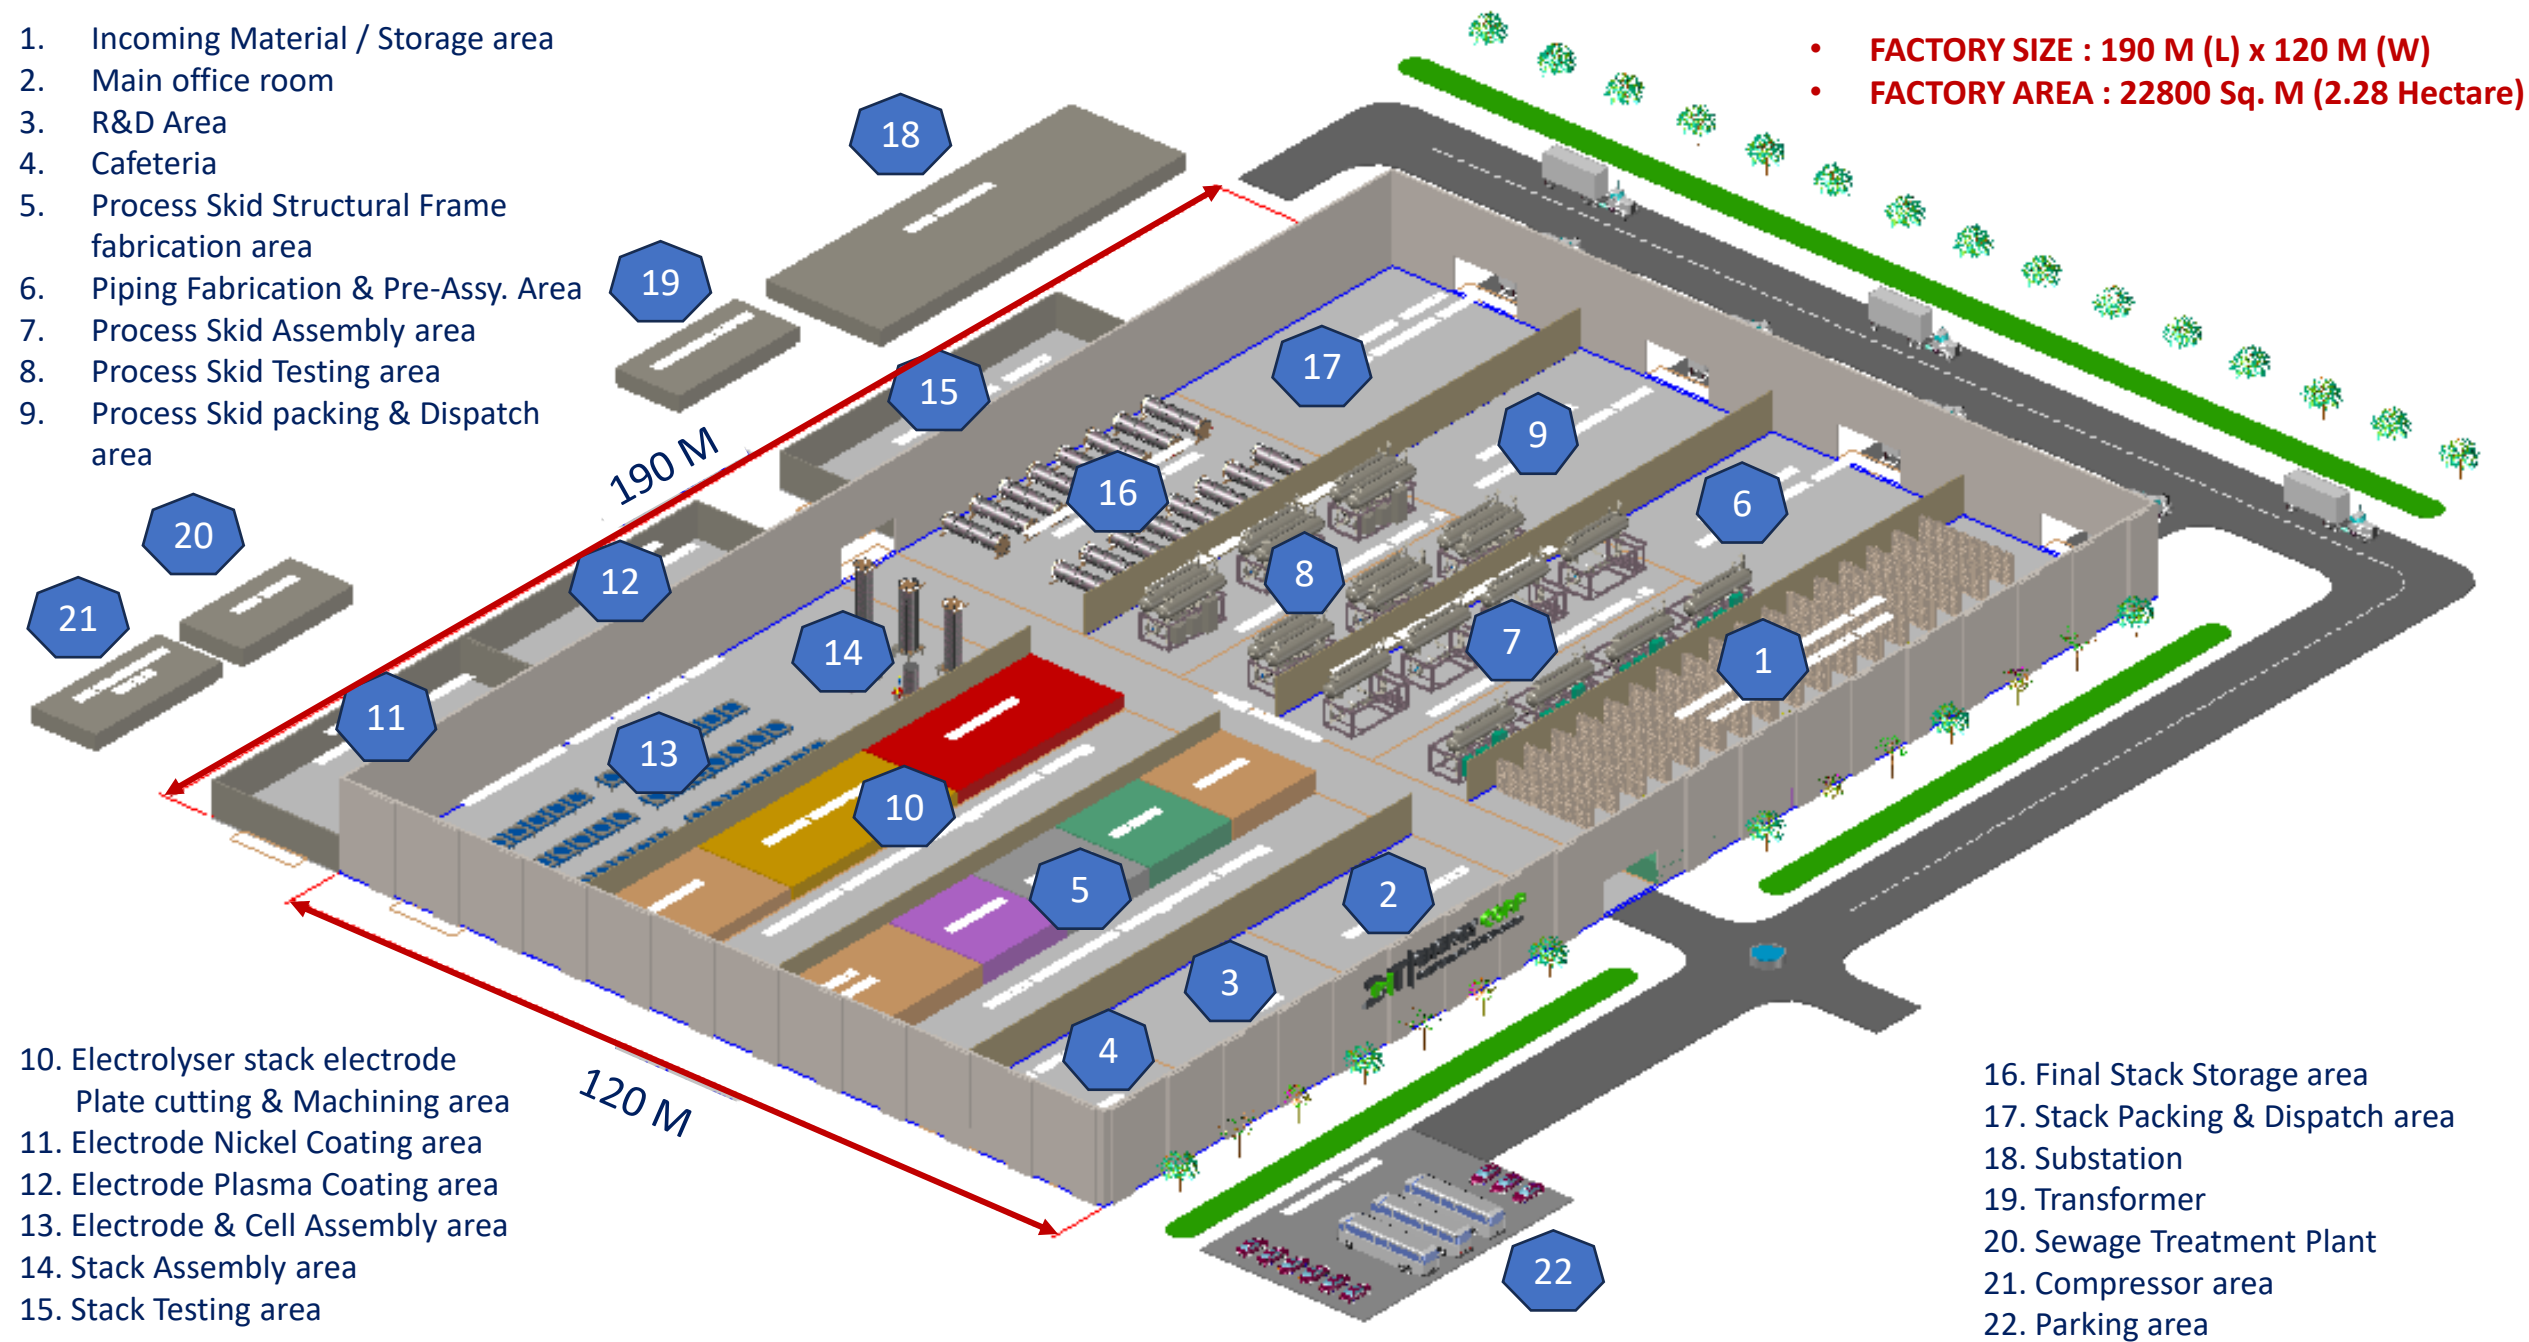 1. Incoming Material / Storage area
2. Main office room
3. R&D Area
4. Cafeteria
5. Process Skid Structural Frame
fabrication area
6. Piping Fabrication & Pre-Assy. Area
7. Process Skid Assembly area
8. Process Skid Testing area
9. Process Skid packing & Dispatch
area
• FACTORY SIZE : 190 M (L) x 120 M (W)
• FACTORY AREA : 22800 Sq. M (2.28 Hectare)
18
19
17
15
9
190 M
16
6
20
12
8
21
7
14
1
11
13
10
5
2
3
4
120 M
22
10. Electrolyser stack electrode
Plate cutting & Machining area
11. Electrode Nickel Coating area
12. Electrode Plasma Coating area
13. Electrode & Cell Assembly area
14. Stack Assembly area
15. Stack Testing area
16. Final Stack Storage area
17. Stack Packing & Dispatch area
18. Substation
19. Transformer
20. Sewage Treatment Plant
21. Compressor area
22. Parking area